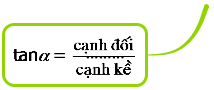 tanα = cạnh đối / cạnh kề